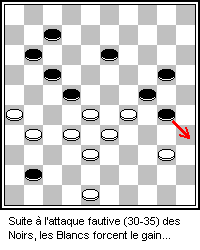 Suite à l'attaque fautive (30-35) des
Noirs, les Blancs forcent le gain...